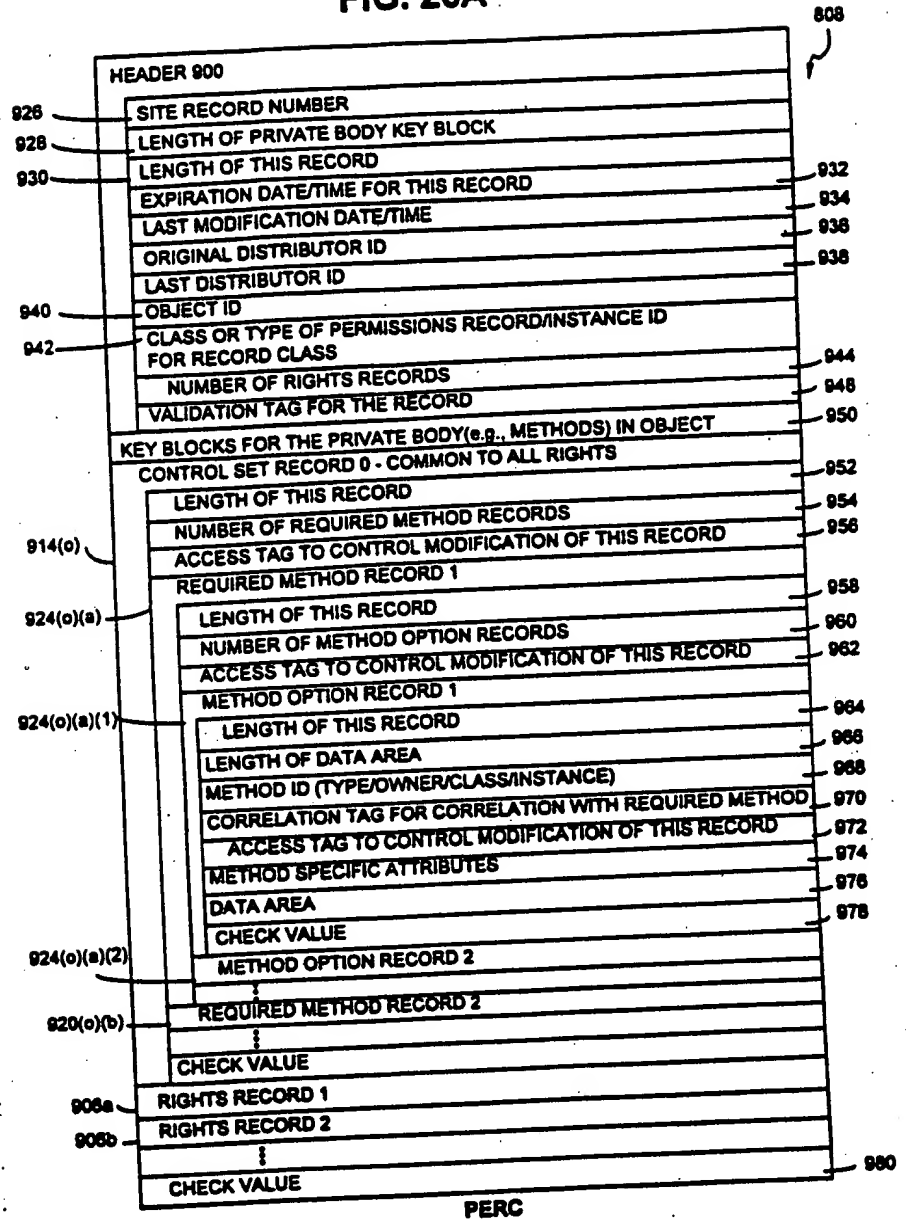 FIG. 26A
808
HEADER 900
926 SITE RECORD NUMBER
928 LENGTH OF PRIVATE BODY KEY BLOCK
930 LENGTH OF THIS RECORD
EXPIRATION DATE/TIME FOR THIS RECORD 932
LAST MODIFICATION DATE/TIME 934
ORIGINAL DISTRIBUTOR ID 936
LAST DISTRIBUTOR ID 938
940 OBJECT ID
942 CLASS OR TYPE OF PERMISSIONS RECORD/INSTANCE ID
FOR RECORD CLASS
NUMBER OF RIGHTS RECORDS 944
VALIDATION TAG FOR THE RECORD 948
KEY BLOCKS FOR THE PRIVATE BODY(e.g., METHODS) IN OBJECT 950
CONTROL SET RECORD 0 - COMMON TO ALL RIGHTS
914(o)
LENGTH OF THIS RECORD 952
NUMBER OF REQUIRED METHOD RECORDS 954
ACCESS TAG TO CONTROL MODIFICATION OF THIS RECORD 956
924(o)(a) REQUIRED METHOD RECORD 1
LENGTH OF THIS RECORD 958
NUMBER OF METHOD OPTION RECORDS 960
ACCESS TAG TO CONTROL MODIFICATION OF THIS RECORD 962
924(o)(a)(1) METHOD OPTION RECORD 1
LENGTH OF THIS RECORD 964
LENGTH OF DATA AREA 966
METHOD ID (TYPE/OWNER/CLASS/INSTANCE) 968
CORRELATION TAG FOR CORRELATION WITH REQUIRED METHOD 970
ACCESS TAG TO CONTROL MODIFICATION OF THIS RECORD 972
METHOD SPECIFIC ATTRIBUTES 974
DATA AREA 976
CHECK VALUE 978
924(o)(a)(2) METHOD OPTION RECORD 2
920(o)(b) REQUIRED METHOD RECORD 2
CHECK VALUE
906a RIGHTS RECORD 1
906b RIGHTS RECORD 2
CHECK VALUE 980
PERC